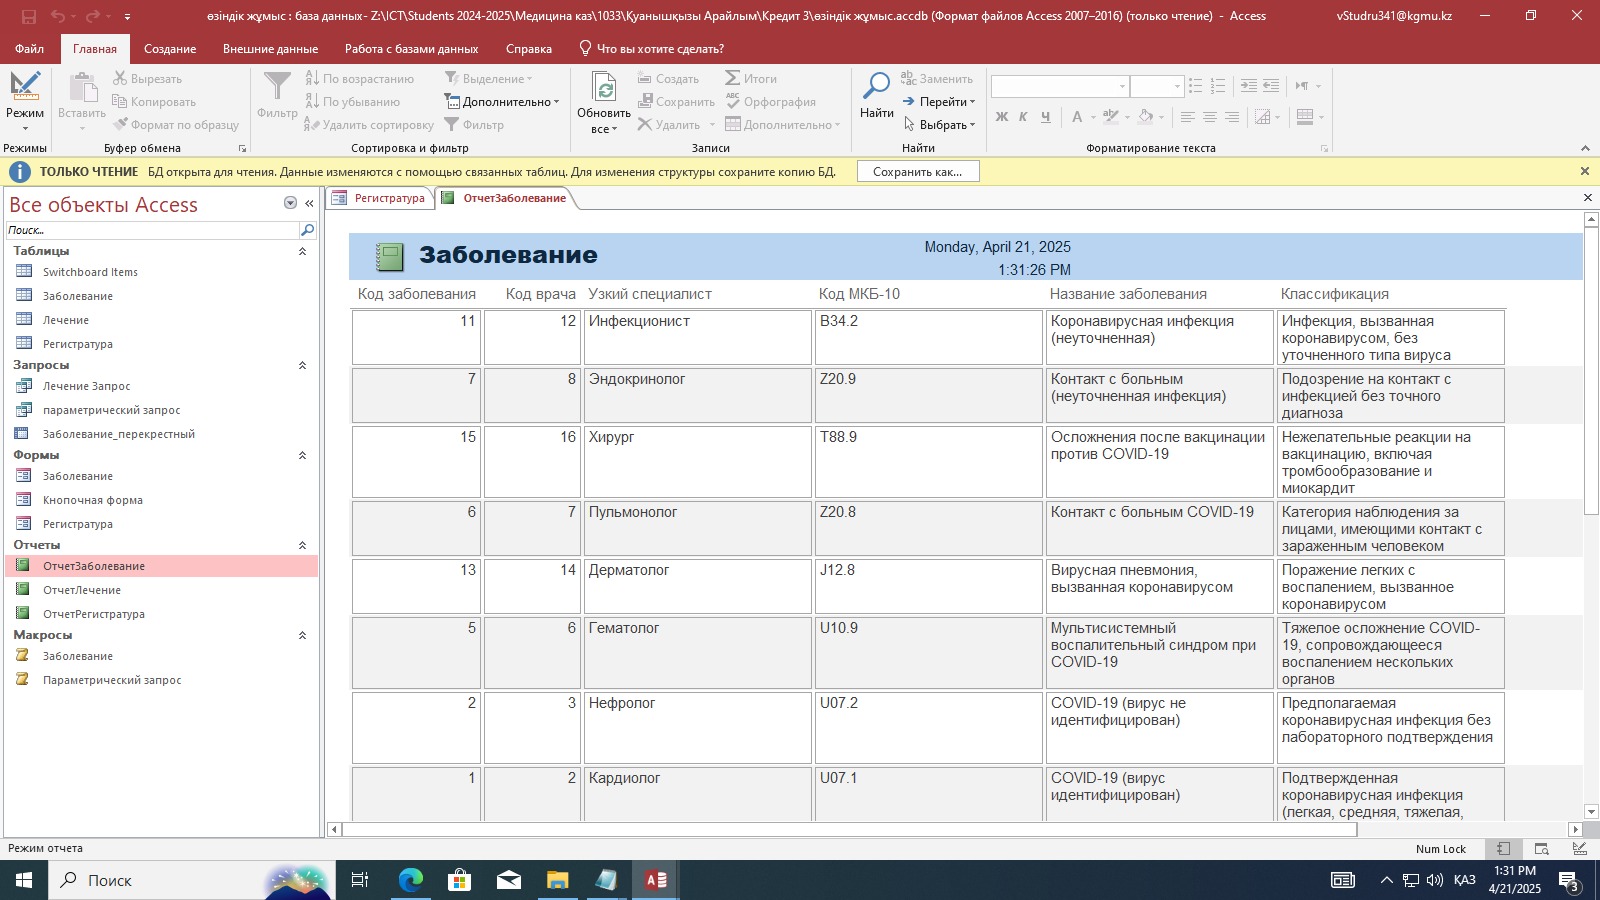 өзіндік жұмыс : база данных- Z:\ICT\Students 2024-2025\Медицина каз\1033\Қуанышқызы Арайлым\Кредит 3\өзіндік жұмыс.accdb (Формат файлов Access 2007–2016) (только чтение) - Access
vStudru341@kgmu.kz
Файл Главная Создание Внешние данные Работа с базами данных Справка Что вы хотите сделать?
Режим
Режимы
Вставить
Вырезать
Копировать
Формат по образцу
Буфер обмена
Фильтр
По возрастанию
По убыванию
Удалить сортировку
Выделение
Дополнительно
Фильтр
Сортировка и фильтр
Обновить
все
Создать
Сохранить
Удалить
Итоги
Орфография
Дополнительно
Записи
Найти
Заменить
Перейти
Выбрать
Найти
Ж К Ч
Форматирование текста
ТОЛЬКО ЧТЕНИЕ БД открыта для чтения. Данные изменяются с помощью связанных таблиц. Для изменения структуры сохраните копию БД. Сохранить как...
Все объекты Access
Поиск...
Таблицы
Switchboard Items
Заболевание
Лечение
Регистратура
Запросы
Лечение Запрос
параметрический запрос
Заболевание_перекрестный
Формы
Заболевание
Кнопочная форма
Регистратура
Отчеты
ОтчетЗаболевание
ОтчетЛечение
ОтчетРегистратура
Макросы
Заболевание
Параметрический запрос
Регистратура ОтчетЗаболевание
Заболевание
Monday, April 21, 2025
1:31:26 PM
Код заболевания Код врача Узкий специалист Код МКБ-10 Название заболевания Классификация
11 12 Инфекционист B34.2 Коронавирусная инфекция Инфекция, вызванная
(неуточненная) коронавирусом, без
уточненного типа вируса
7 8 Эндокринолог Z20.9 Контакт с больным Подозрение на контакт с
(неуточненная инфекция) инфекцией без точного
диагноза
15 16 Хирург T88.9 Осложнения после вакцинации Нежелательные реакции на
против COVID-19 вакцинацию, включая
тромбообразование и
миокардит
6 7 Пульмонолог Z20.8 Контакт с больным COVID-19 Категория наблюдения за
лицами, имеющими контакт с
зараженным человеком
13 14 Дерматолог J12.8 Вирусная пневмония, Поражение легких с
вызванная коронавирусом воспалением, вызванное
коронавирусом
5 6 Гематолог U10.9 Мультисистемный Тяжелое осложнение COVID-
воспалительный синдром при 19, сопровождающееся
COVID-19 воспалением нескольких
органов
2 3 Нефролог U07.2 COVID-19 (вирус не Предполагаемая
идентифицирован) коронавирусная инфекция без
лабораторного подтверждения
1 2 Кардиолог U07.1 COVID-19 (вирус Подтвержденная
идентифицирован) коронавирусная инфекция
(легкая, средняя, тяжелая,
Режим отчета
Num Lock
Поиск
ҚАЗ
1:31 PM
4/21/2025
3